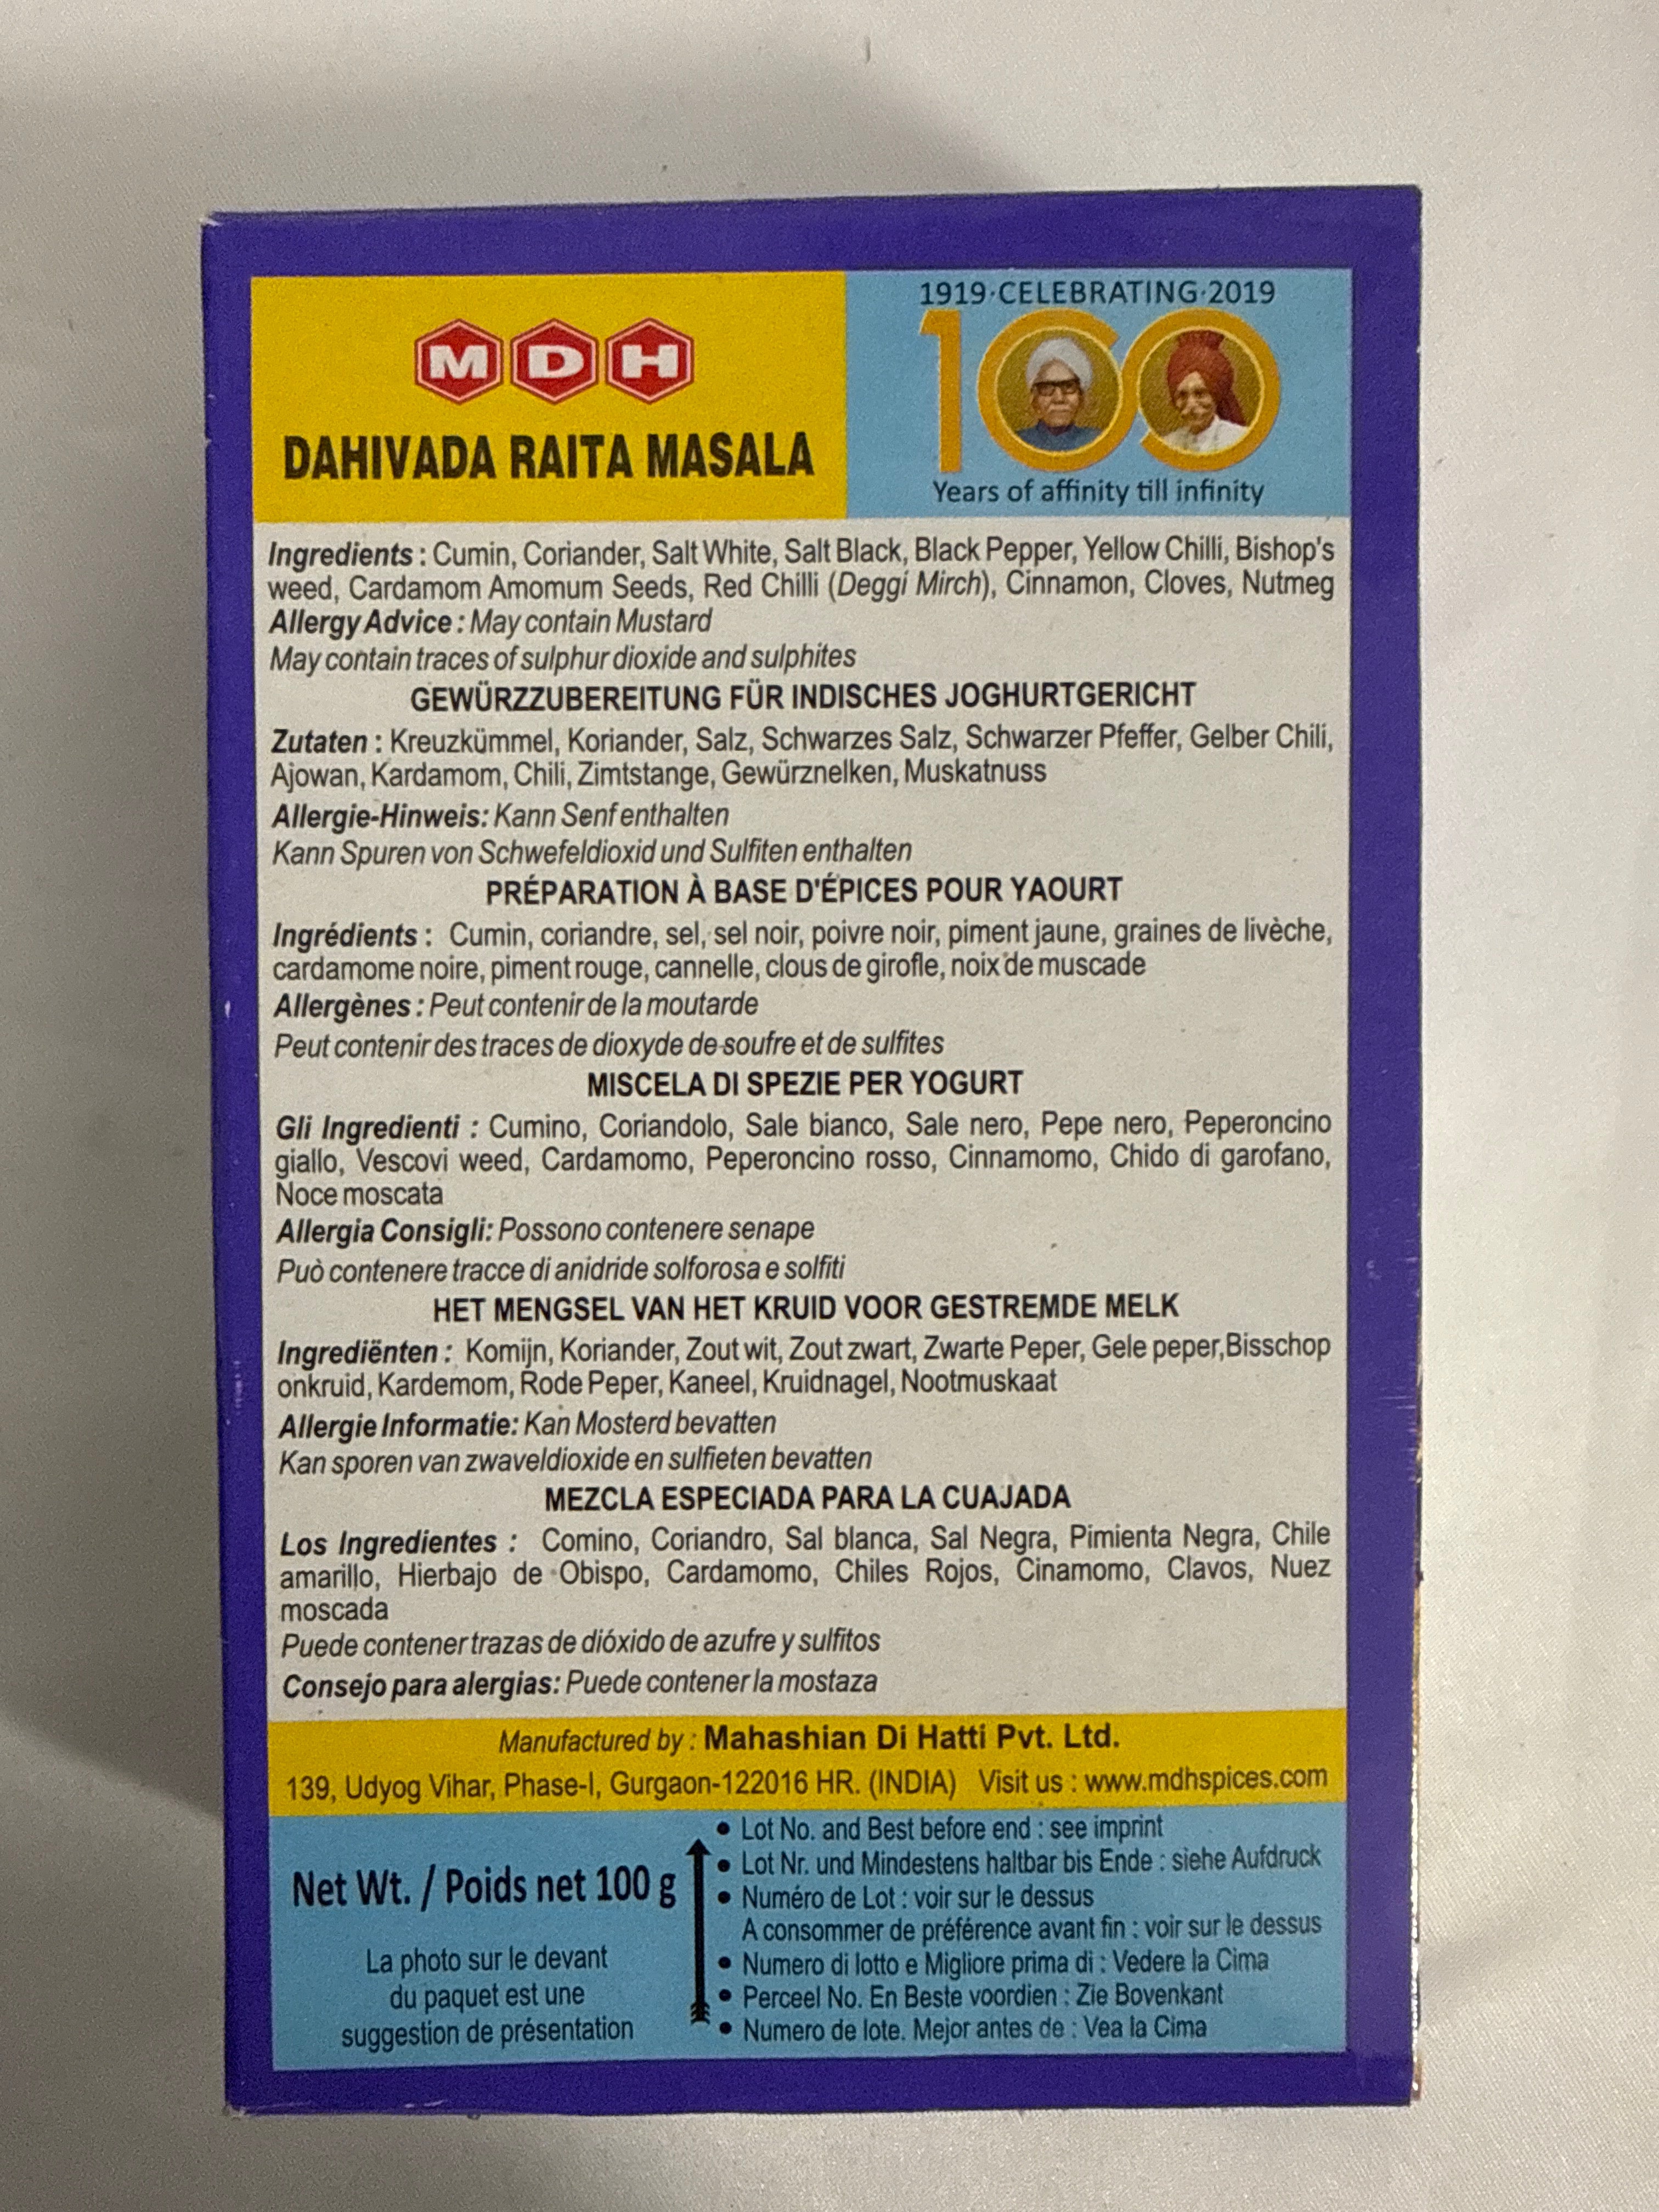 MDH
DAHIVADA RAITA MASALA
1919·CELEBRATING·2019
100
Years of affinity till infinity
Ingredients : Cumin, Coriander, Salt White, Salt Black, Black Pepper, Yellow Chilli, Bishop's
weed, Cardamom Amomum Seeds, Red Chilli (Deggi Mirch), Cinnamon, Cloves, Nutmeg
Allergy Advice : May contain Mustard
May contain traces of sulphur dioxide and sulphites
GEWÜRZZUBEREITUNG FÜR INDISCHES JOGHURTGERICHT
Zutaten : Kreuzkümmel, Koriander, Salz, Schwarzes Salz, Schwarzer Pfeffer, Gelber Chili,
Ajowan, Kardamom, Chili, Zimtstange, Gewürznelken, Muskatnuss
Allergie-Hinweis: Kann Senf enthalten
Kann Spuren von Schwefeldioxid und Sulfiten enthalten
PRÉPARATION À BASE D'ÉPICES POUR YAOURT
Ingrédients : Cumin, coriandre, sel, sel noir, poivre noir, piment jaune, graines de livèche,
cardamome noire, piment rouge, cannelle, clous de girofle, noix de muscade
Allergènes : Peut contenir de la moutarde
Peut contenir des traces de dioxyde de soufre et de sulfites
MISCELA DI SPEZIE PER YOGURT
Gli Ingredienti : Cumino, Coriandolo, Sale bianco, Sale nero, Pepe nero, Peperoncino
giallo, Vescovi weed, Cardamomo, Peperoncino rosso, Cinnamomo, Chido di garofano,
Noce moscata
Allergia Consigli: Possono contenere senape
Può contenere tracce di anidride solforosa e solfiti
HET MENGSEL VAN HET KRUID VOOR GESTREMDE MELK
Ingrediënten : Komijn, Koriander, Zout wit, Zout zwart, Zwarte Peper, Gele peper,Bisschop
onkruid, Kardemom, Rode Peper, Kaneel, Kruidnagel, Nootmuskaat
Allergie Informatie: Kan Mosterd bevatten
Kan sporen van zwaveldioxide en sulfieten bevatten
MEZCLA ESPECIADA PARA LA CUAJADA
Los Ingredientes : Comino, Coriandro, Sal blanca, Sal Negra, Pimienta Negra, Chile
amarillo, Hierbajo de Obispo, Cardamomo, Chiles Rojos, Cinamomo, Clavos, Nuez
moscada
Puede contener trazas de dióxido de azufre y sulfitos
Consejo para alergias: Puede contener la mostaza
Manufactured by : Mahashian Di Hatti Pvt. Ltd.
139, Udyog Vihar, Phase-I, Gurgaon-122016 HR. (INDIA) Visit us : www.mdhspices.com
Net Wt. / Poids net 100 g
La photo sur le devant
du paquet est une
suggestion de présentation
• Lot No. and Best before end : see imprint
• Lot Nr. und Mindestens haltbar bis Ende : siehe Aufdruck
• Numéro de Lot : voir sur le dessus
A consommer de préférence avant fin : voir sur le dessus
• Numero di lotto e Migliore prima di : Vedere la Cima
• Perceel No. En Beste voordien : Zie Bovenkant
• Numero de lote. Mejor antes de : Vea la Cima